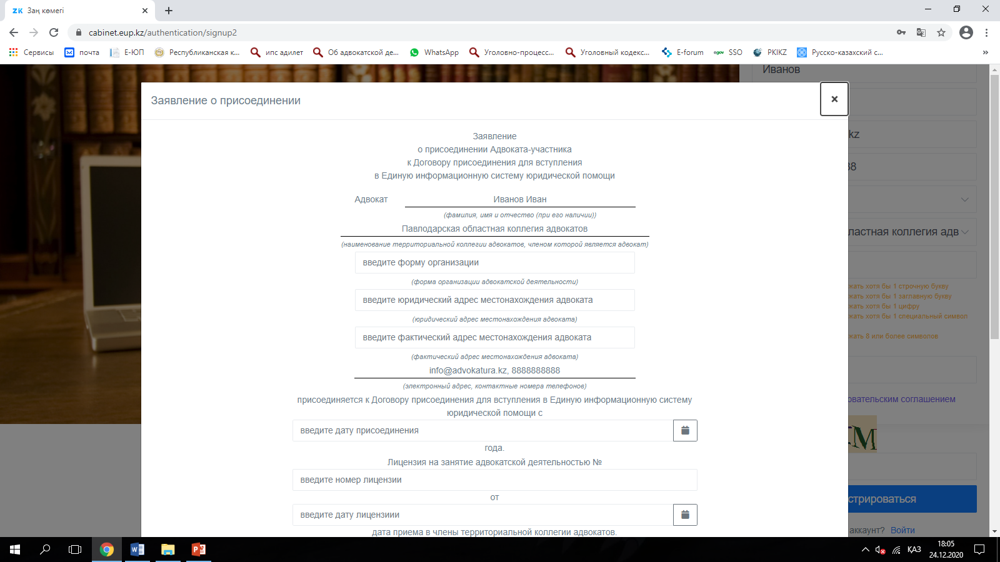 Заң көмегі
cabinet.eup.kz/authentication/signup2
Сервисы
почта
Е-ЮП
Республиканская к...
ипс адилет
Об адвокатской де...
WhatsApp
Уголовно-процесс...
Уголовный кодекс...
E-forum
egov
SSO
PKIKZ
Русско-казахский с...
Иванов
Заявление о присоединении
kz
Заявление
о присоединении Адвоката-участника
к Договору присоединения для вступления
в Единую информационную систему юридической помощи
Адвокат
Иванов Иван
(фамилия, имя и отчество (при его наличии))
Павлодарская областная коллегия адвокатов
ластная коллегия адв
(наименование территориальной коллегии адвокатов, членом которой является адвокат)
введите форму организации
(форма организации адвокатской деятельности)
жать хотя бы 1 строчную букву
жать хотя бы 1 заглавную букву
введите юридический адрес местонахождения адвоката
жать хотя бы 1 цифру
жать хотя бы 1 специальный символ
(юридический адрес местонахождения адвоката)
введите фактический адрес местонахождения адвоката
жать 8 или более символов
(фактический адрес местонахождения адвоката)
info@advokatura.kz, 8888888888
(электронный адрес, контактные номера телефонов)
присоединяется к Договору присоединения для вступления в Единую информационную систему
юридической помощи с
овательским соглашением
введите дату присоединения
года.
Лицензия на занятие адвокатской деятельностью №
введите номер лицензии
от
стрироваться
введите дату лицензиии
дата приема в члены территориальной коллегии адвокатов.
аккаунт? Войти
ҚАЗ
18:05
24.12.2020